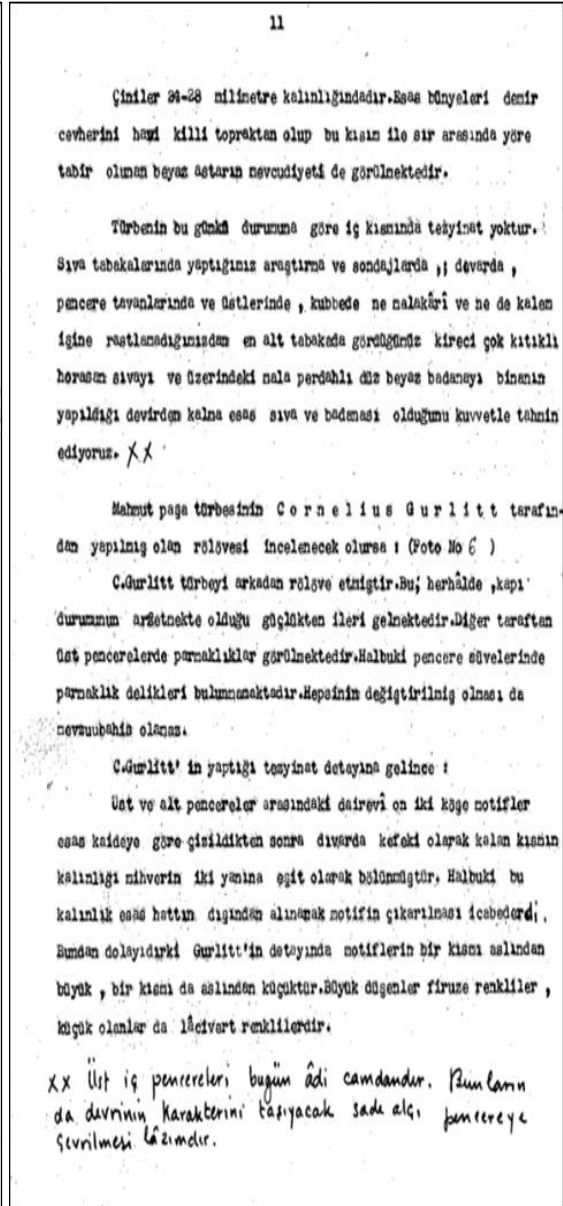 11
Çiniler 24-28 milimetre kalınlığındadır.Esas bünyeleri demir
cevherini havi killi topraktan olup bu kısım ile sır arasında yöre
tabir olunan beyaz astarın mevcudiyeti de görülmektedir.
Türbenin bu günkü durumuna göre iç kısmında tezyinat yoktur.
Sıva tabakalarında yaptığımız araştırma ve sondajlarda ,; duvarda ,
pencere tavanlarında ve üstlerinde , kubbede ne malakârî ve ne de kalem
işine rastlamadığımızdan en alt tabakada gördüğümüz kireci çok kıtıklı
horasan sıvayı ve üzerindeki mala perdahlı düz beyaz badanayı binanın
yapıldığı devirden kalma esas sıva ve badanası olduğunu kuvvetle tahmin
ediyoruz. XX
Mahmut paşa türbesinin C o r n e l i u s G u r l i t t tarafın-
dan yapılmış olan rölövesi incelenecek olursa : (Foto No 6 )
C.Gurlitt türbeyi arkadan rölöve etmiştir.Bu; herhâlde ,kapı
durumunun arzetmekte olduğu güçlükten ileri gelmektedir.Diğer taraftan
üst pencerelerde parmaklıklar görülmektedir.Halbuki pencere süvelerinde
parmaklık delikleri bulunmamaktadır.Hepsinin değiştirilmiş olması da
mevzuubahis olamaz.
C.Gurlitt' in yaptığı tezyinat detayına gelince :
Üst ve alt pencereler arasındaki dairevî on iki köşe motifler
esas kaideye göre çizildikten sonra dıvarda kefeki olarak kalan kısmın
kalınlığı mihverin iki yanına eşit olarak bölünmüştür. Halbuki bu
kalınlık esas hattın dışından alınarak motifin çıkarılması icabederdi.
Bundan dolayıdırki Gurlitt'in detayında motiflerin bir kısmı aslından
büyük , bir kısmı da aslından küçüktür.Büyük düşenler firuze renkliler ,
küçük olanlar da lâcivert renklilerdir.
XX Üst iç pencereleri bugün âdi camdandır. Bunların
da devrinin karakterini taşıyacak sade alçı pencereye
çevrilmesi lâzımdır.